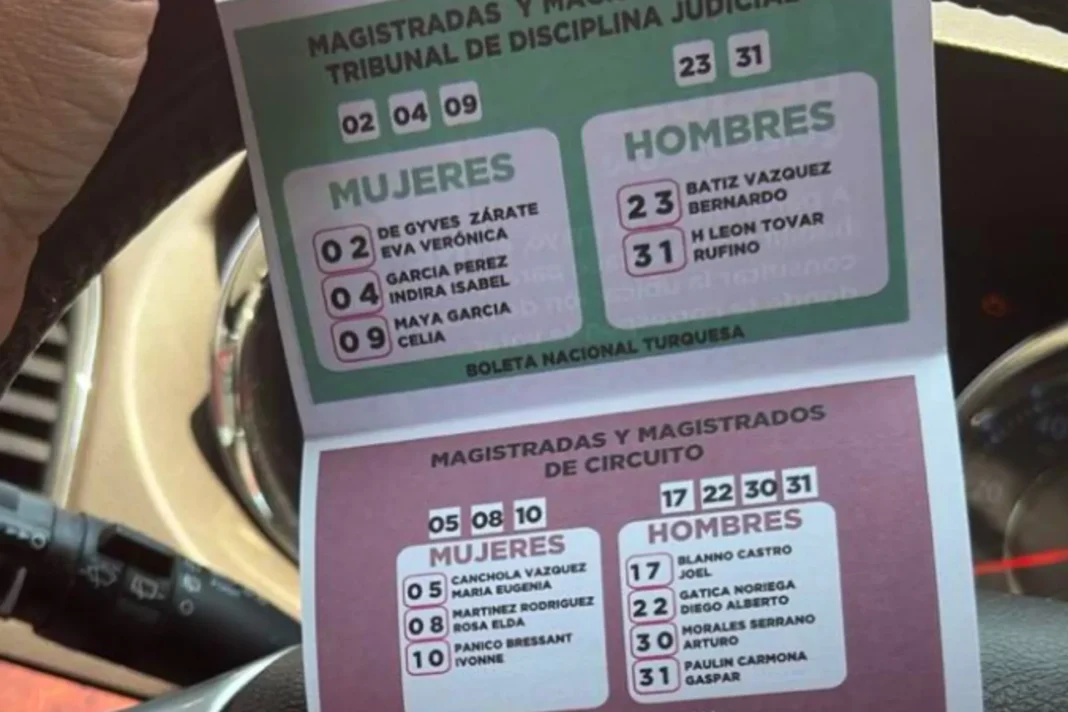 MAGISTRADAS Y
TRIBUNAL DE DISCIPLINA JUDICIAL
02 04 09
23 31
MUJERES
02 DE GYVES ZÁRATE
EVA VERÓNICA
04 GARCIA PEREZ
INDIRA ISABEL
09 MAYA GARCIA
CELIA
HOMBRES
23 BATIZ VAZQUEZ
BERNARDO
31 H LEON TOVAR
RUFINO
BOLETA NACIONAL TURQUESA
MAGISTRADAS Y MAGISTRADOS
DE CIRCUITO
05 08 10
17 22 30 31
MUJERES
05 CANCHOLA VAZQUEZ
MARIA EUGENIA
08 MARTINEZ RODRIGUEZ
ROSA ELDA
10 PANICO BRESSANT
IVONNE
HOMBRES
17 BLANNO CASTRO
JOEL
22 GATICA NORIEGA
DIEGO ALBERTO
30 MORALES SERRANO
ARTURO
31 PAULIN CARMONA
GASPAR